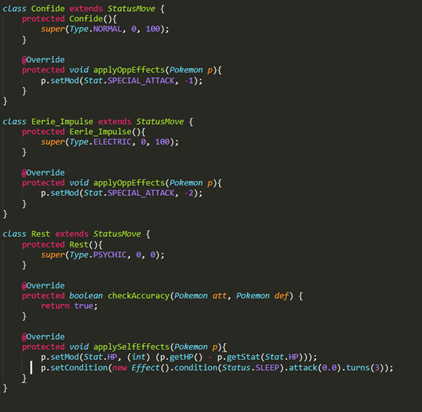 class Confide extends StatusMove {
protected Confide(){
super(Type.NORMAL, 0, 100);
}
@Override
protected void applyOppEffects(Pokemon p){
p.setMod(Stat.SPECIAL_ATTACK, -1);
}
}
class Eerie_Impulse extends StatusMove {
protected Eerie_Impulse(){
super(Type.ELECTRIC, 0, 100);
}
@Override
protected void applyOppEffects(Pokemon p){
p.setMod(Stat.SPECIAL_ATTACK, -2);
}
}
class Rest extends StatusMove {
protected Rest(){
super(Type.PSYCHIC, 0, 0);
}
@Override
protected boolean checkAccuracy(Pokemon att, Pokemon def) {
return true;
}
@Override
protected void applySelfEffects(Pokemon p){
p.setMod(Stat.HP, (int) (p.getHP() - p.getStat(Stat.HP)));
p.setCondition(new Effect().condition(Status.SLEEP).attack(0.0).turns(3));
}
}